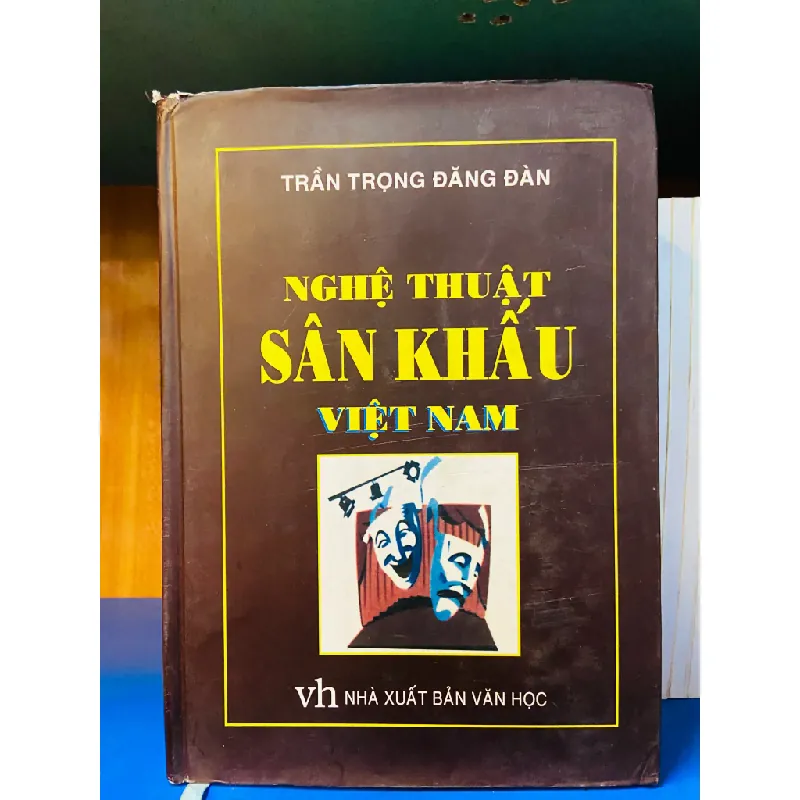 TRẦN TRỌNG ĐĂNG ĐÀN
NGHỆ THUẬT
SÂN KHẤU
VIỆT NAM
vh NHÀ XUẤT BẢN VĂN HỌC